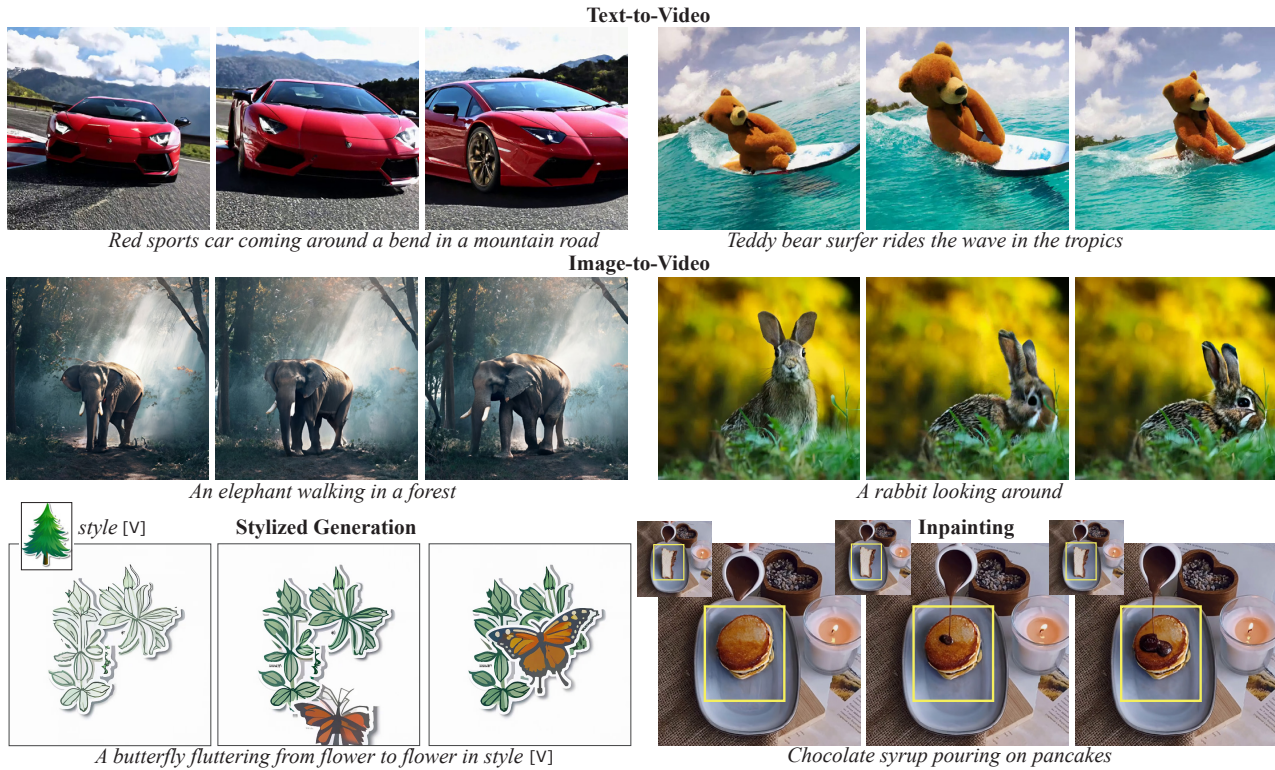 Text-to-Video
Red sports car coming around a bend in a mountain road
Teddy bear surfer rides the wave in the tropics
Image-to-Video
An elephant walking in a forest
A rabbit looking around
style [V]
Stylized Generation
Inpainting
A butterfly fluttering from flower to flower in style [V]
Chocolate syrup pouring on pancakes